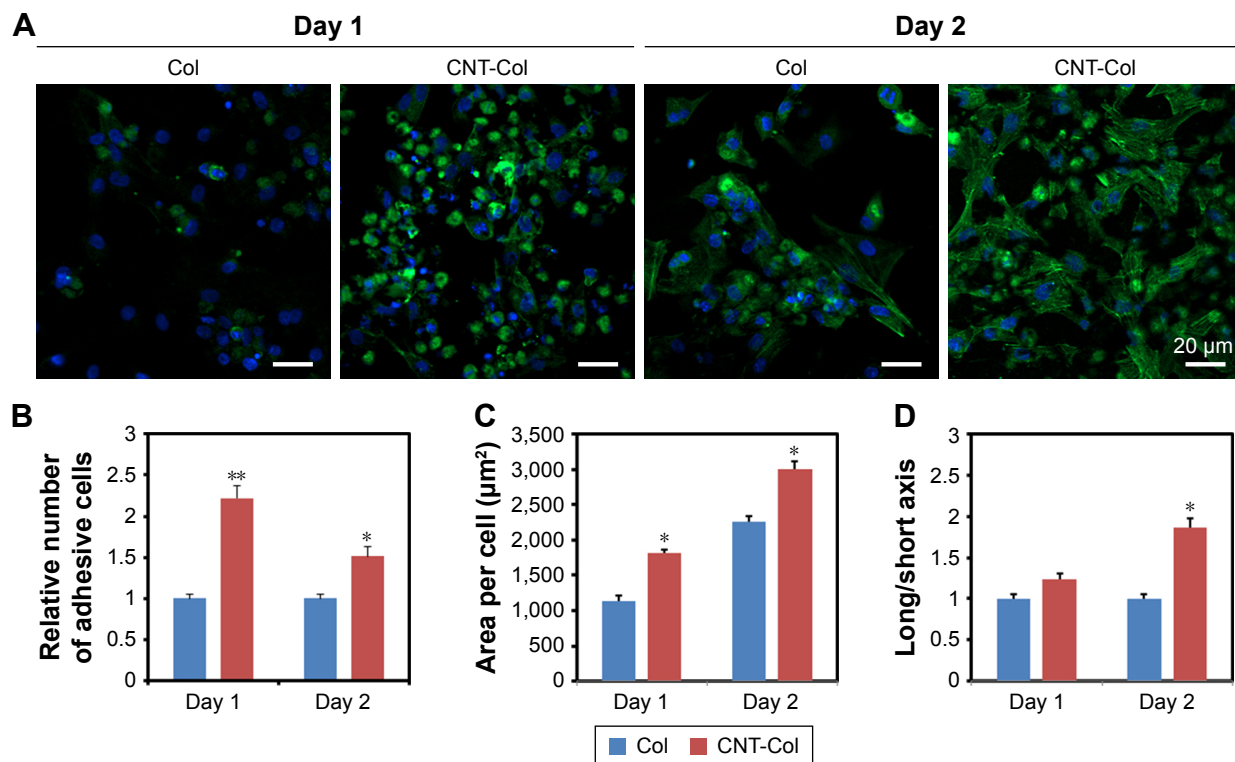 A
Day 1
Day 2
Col
CNT-Col
Col
CNT-Col
20 µm
B
Relative number
of adhesive cells
3
2.5
2
1.5
1
0.5
0
**
*
Day 1
Day 2
C
Area per cell (µm²)
3,500
3,000
2,500
2,000
1,500
1,000
500
0
*
*
Day 1
Day 2
D
Long/short axis
3
2.5
2
1.5
1
0.5
0
*
Day 1
Day 2
Col
CNT-Col